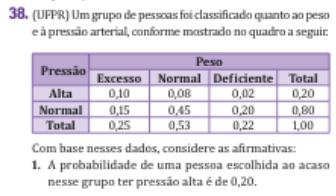 38. (UFPR) Um grupo de pessoas foi classificado quanto ao peso
e à pressão arterial, conforme mostrado no quadro a seguir:
Pressão Peso
Excesso Normal Deficiente Total
Alta 0,10 0,08 0,02 0,20
Normal 0,15 0,45 0,20 0,80
Total 0,25 0,53 0,22 1,00
Com base nesses dados, considere as afirmativas:
1. A probabilidade de uma pessoa escolhida ao acaso
nesse grupo ter pressão alta é de 0,20.